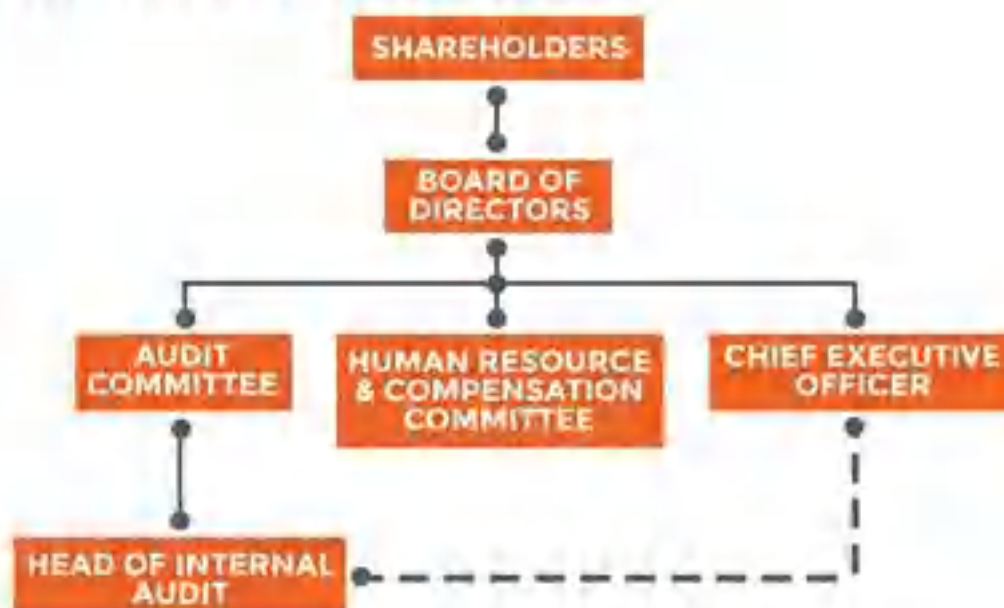 SHAREHOLDERS
BOARD OF
DIRECTORS
AUDIT
COMMITTEE
HUMAN RESOURCE
& COMPENSATION
COMMITTEE
CHIEF EXECUTIVE
OFFICER
HEAD OF INTERNAL
AUDIT